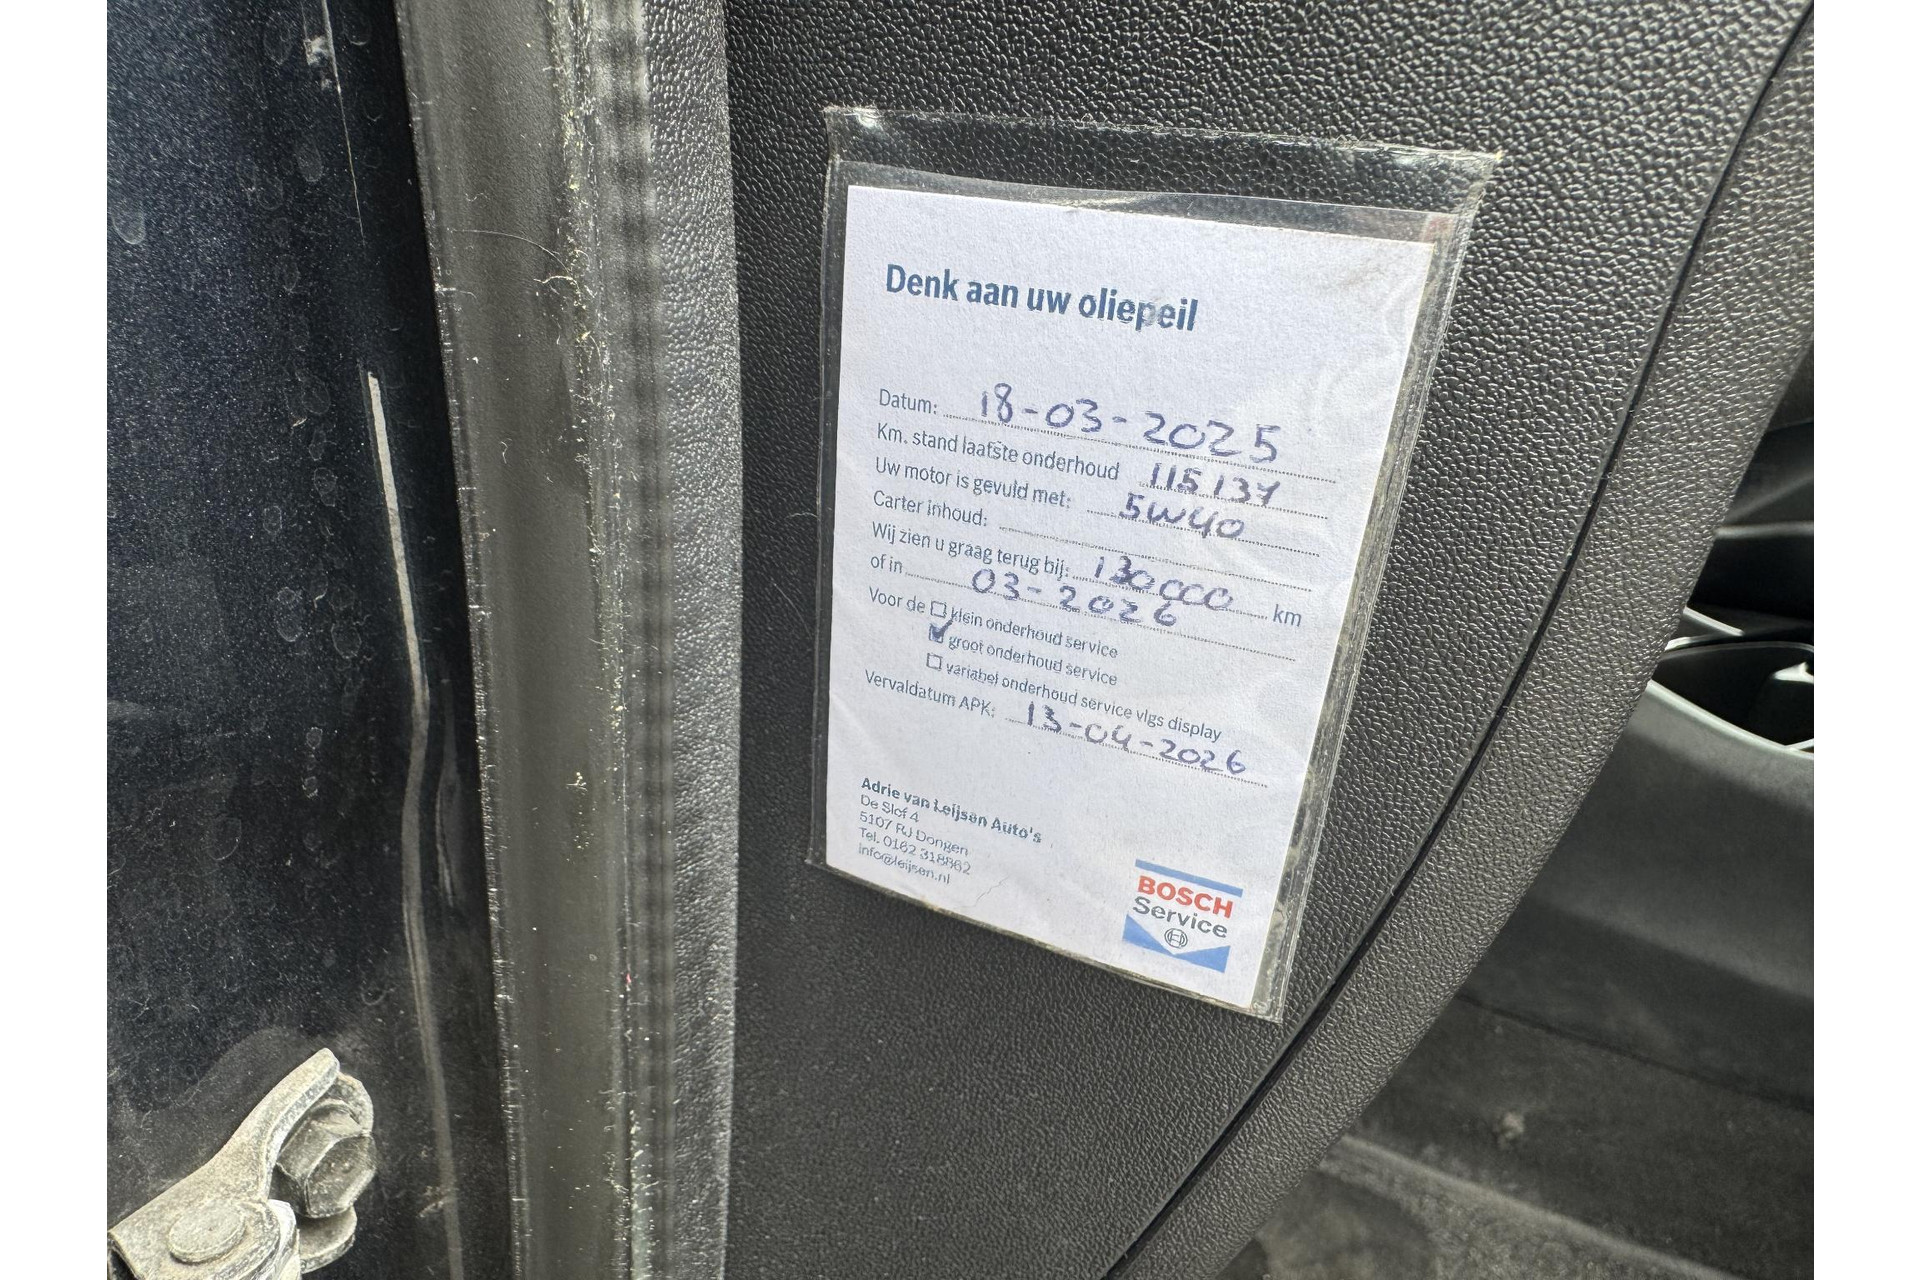 Denk aan uw oliepeil
Datum: 18-03-2025
Km. stand laatste onderhoud 115137
Uw motor is gevuld met: 5W40
Carter inhoud:
Wij zien u graag terug bij: 130000 km
of in 03-2026
Voor de ☐ klein onderhoud service
☑ groot onderhoud service
☐ variabel onderhoud service vlgs display
Vervaldatum APK: 13-04-2026
Adrie van Leijsen Auto's
De Slof 4
5107 RJ Dongen
Tel. 0162 318862
info@leijsen.nl
BOSCH
Service